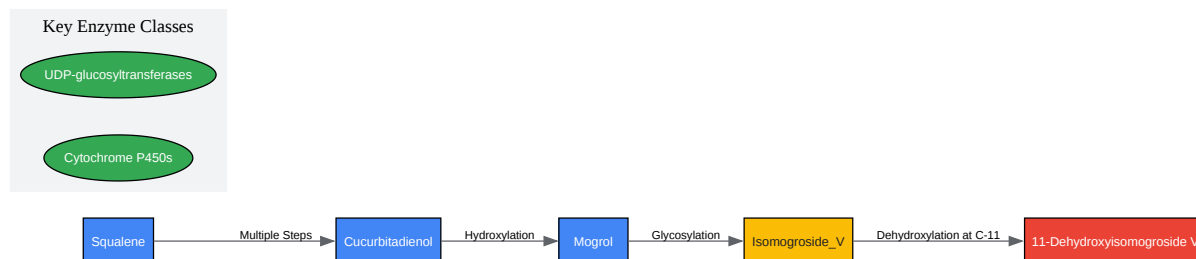 Key Enzyme Classes
UDP-glucosyltransferases
Cytochrome P450s
Squalene
Multiple Steps
Cucurbitadienol
Hydroxylation
Mogrol
Glycosylation
Isomogroside_V
Dehydroxylation at C-11
11-Dehydroxyisomogroside V